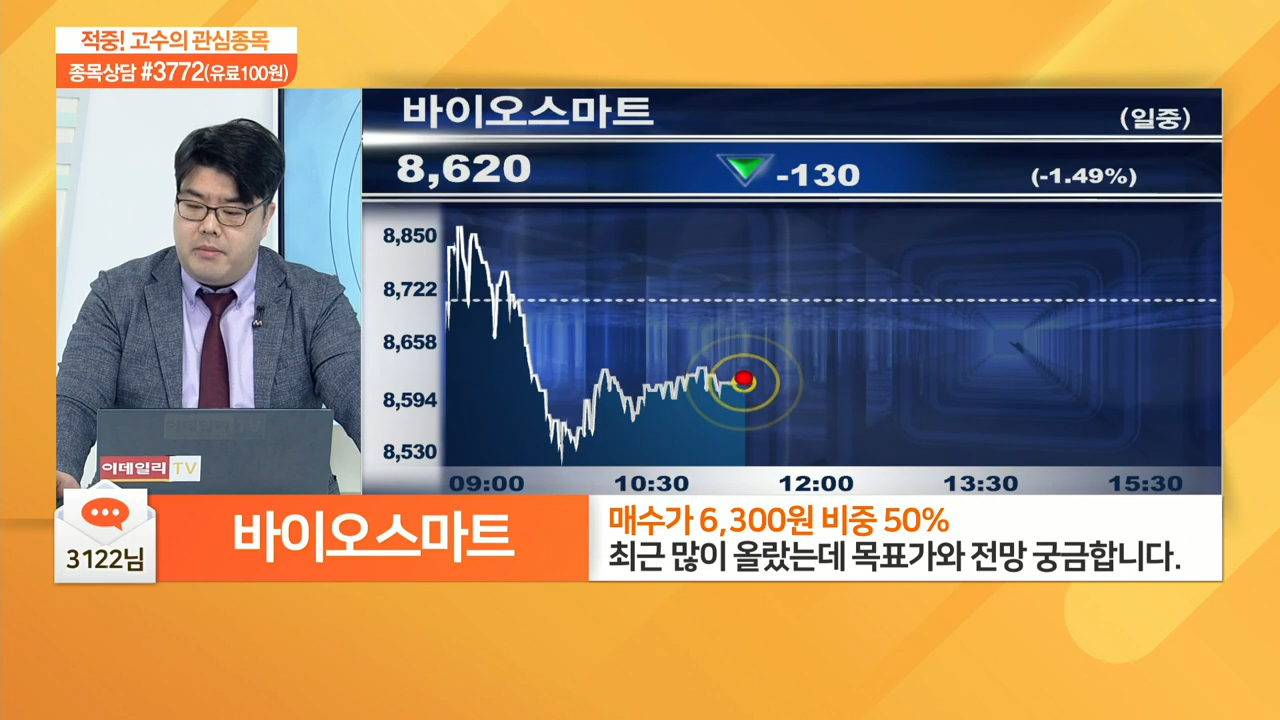 적중! 고수의 관심종목
종목상담 #3772(유료100원)
바이오스마트
(일중)
8,620
-130
(-1.49%)
8,850
8,722
8,658
8,594
8,530
09:00
10:30
12:00
13:30
15:30
이데일리 TV
3122님
바이오스마트
매수가 6,300원 비중 50%
최근 많이 올랐는데 목표가와 전망 궁금합니다.